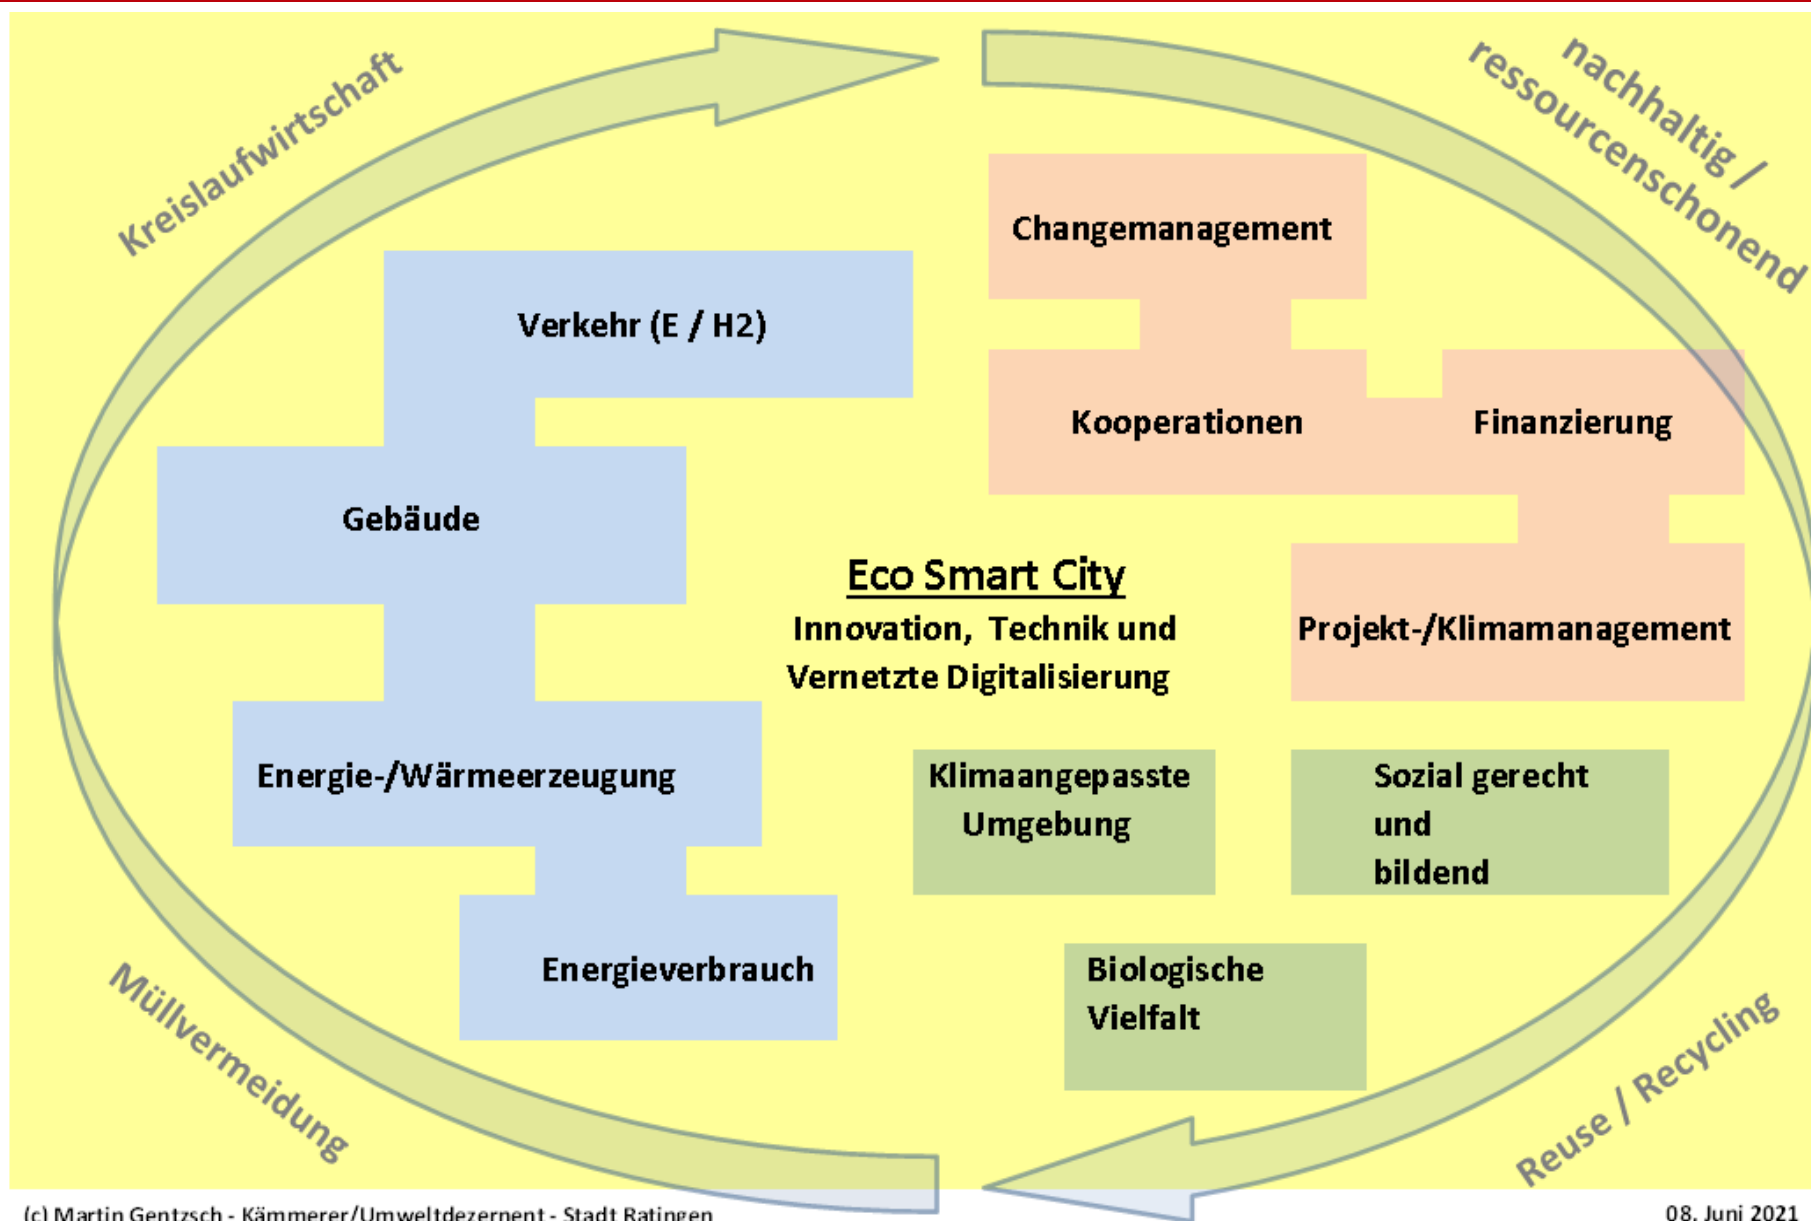 Kreislaufwirtschaft
nachhaltig /
ressourcenschonend
Changemanagement
Verkehr (E / H2)
Kooperationen
Finanzierung
Gebäude
Eco Smart City
Innovation, Technik und
Vernetzte Digitalisierung
Projekt-/Klimamanagement
Energie-/Wärmeerzeugung
Klimaangepasste
Umgebung
Sozial gerecht
und
bildend
Energieverbrauch
Biologische
Vielfalt
Müllvermeidung
Reuse / Recycling
(c) Martin Gentzsch - Kämmerer/Umweltdezernent - Stadt Ratingen
08. Juni 2021